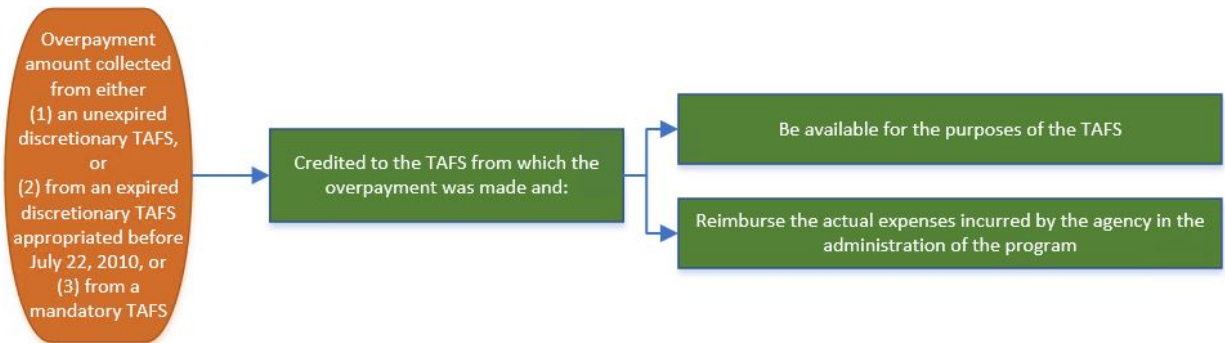 Overpayment
amount collected
from either
(1) an unexpired
discretionary TAFS,
or
(2) from an expired
discretionary TAFS
appropriated before
July 22, 2010, or
(3) from a
mandatory TAFS
Credited to the TAFS from which the
overpayment was made and:
Be available for the purposes of the TAFS
Reimburse the actual expenses incurred by the agency in the
administration of the program